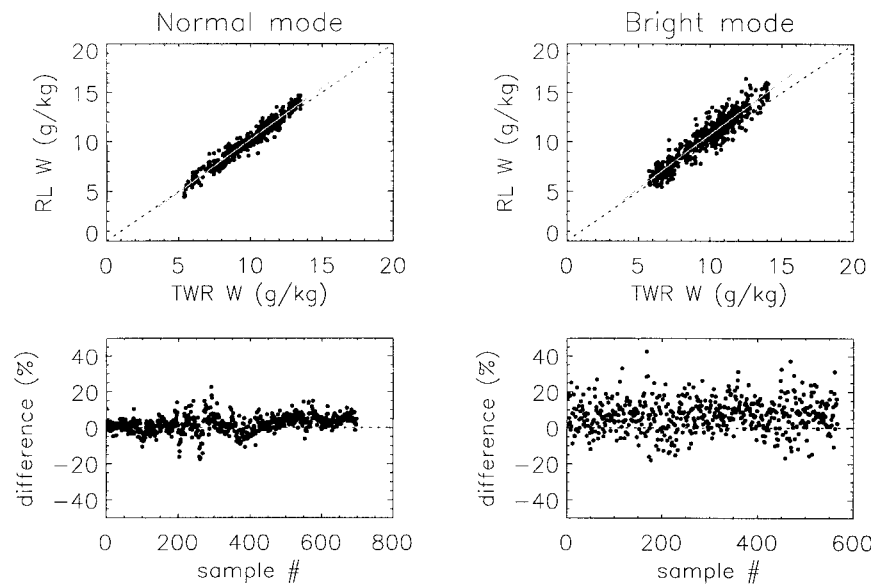 Normal mode
Bright mode
RL W (g/kg)
20
15
10
5
0
0 5 10 15 20
TWR W (g/kg)
RL W (g/kg)
20
15
10
5
0
0 5 10 15 20
TWR W (g/kg)
difference (%)
40
20
0
−20
−40
0 200 400 600 800
sample #
difference (%)
40
20
0
−20
−40
0 200 400 600
sample #